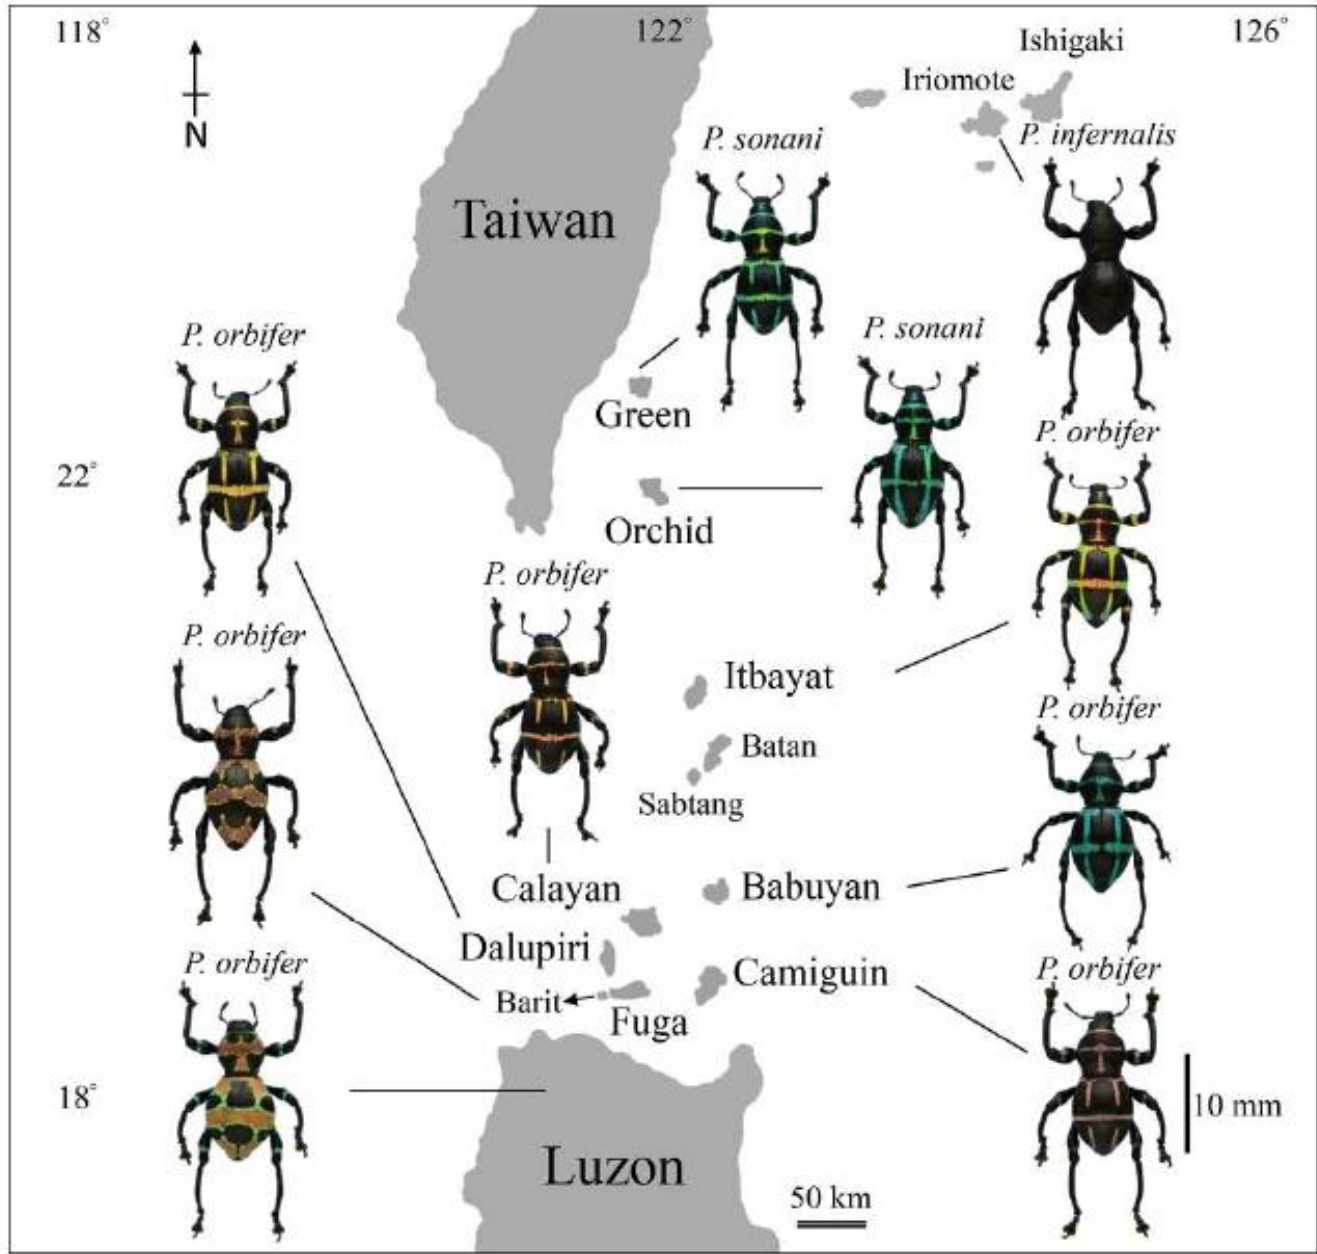 118°
122°
126°
Ishigaki
Iriomote
N
P. sonani
P. infernalis
Taiwan
P. orbifer
P. sonani
Green
P. orbifer
22°
Orchid
P. orbifer
P. orbifer
Itbayat
P. orbifer
Batan
Sabtang
Calayan
Babuyan
Dalupiri
P. orbifer
Camiguin
P. orbifer
Barit
Fuga
18°
10 mm
Luzon
50 km